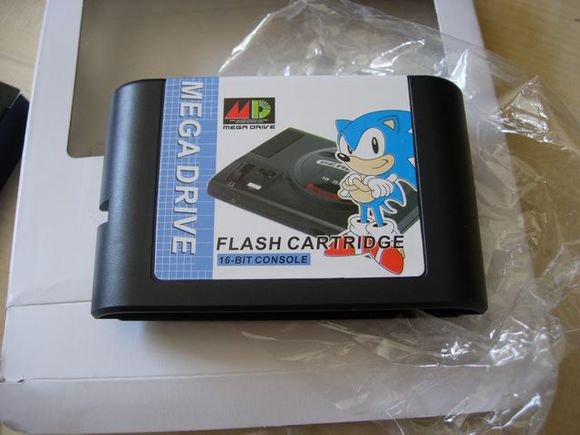 MEGA DRIVE
MD
MEGA DRIVE
FLASH CARTRIDGE
16-BIT CONSOLE